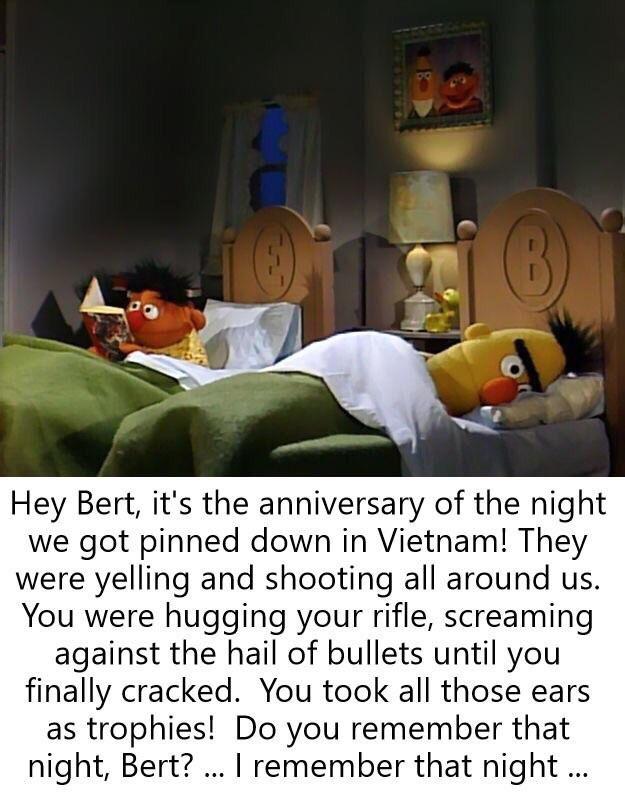 E
B
Hey Bert, it's the anniversary of the night
we got pinned down in Vietnam! They
were yelling and shooting all around us.
You were hugging your rifle, screaming
against the hail of bullets until you
finally cracked.  You took all those ears
as trophies!  Do you remember that
night, Bert? ... I remember that night ...